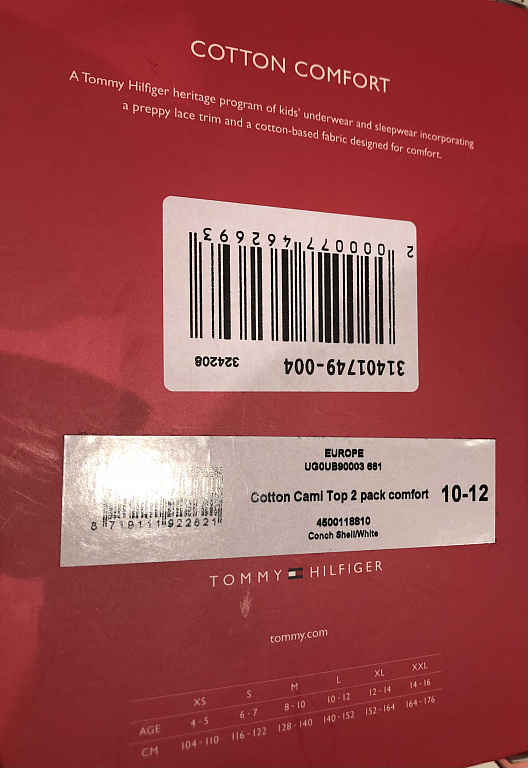 COTTON COMFORT
A Tommy Hilfiger heritage program of kids' underwear and sleepwear incorporating
a preppy lace trim and a cotton-based fabric designed for comfort.
2 000077 462693
31401749-004 324208
EUROPE
UG0UB90003 661
Cotton Cami Top 2 pack comfort 10-12
4500118810
Conch Shell/White
8 719111 922621
TOMMY HILFIGER
tommy.com
XS S M L XL XXL
AGE 4 - 5 6 - 7 8 - 10 10 - 12 12 - 14 14 - 16
CM 104 - 110 116 - 122 128 - 140 140 - 152 152 - 164 164 - 176